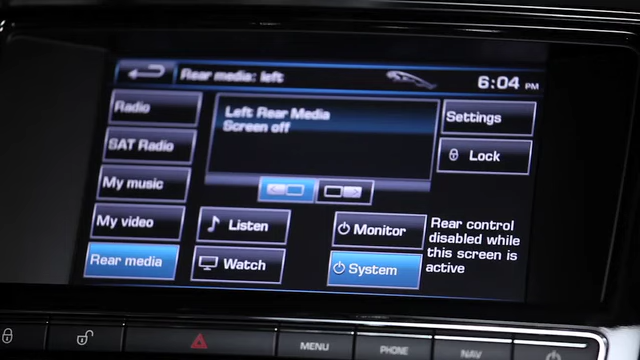 Rear media: left
6:04 PM
Radio
SAT Radio
My music
My video
Rear media
Left Rear Media
Screen off
Settings
Lock
Listen
Watch
Monitor
System
Rear control
disabled while
this screen is
active
MENU
PHONE
NAV